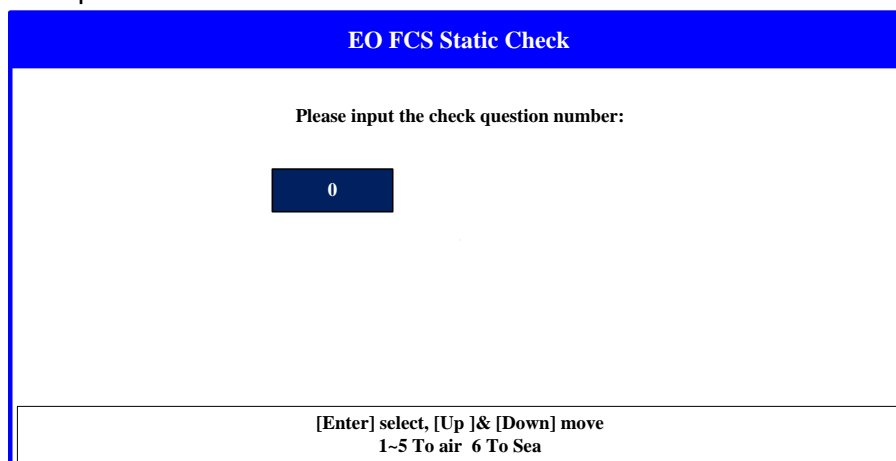 EO FCS Static Check
Please input the check question number:
0
[Enter] select, [Up ]& [Down] move
1~5 To air 6 To Sea